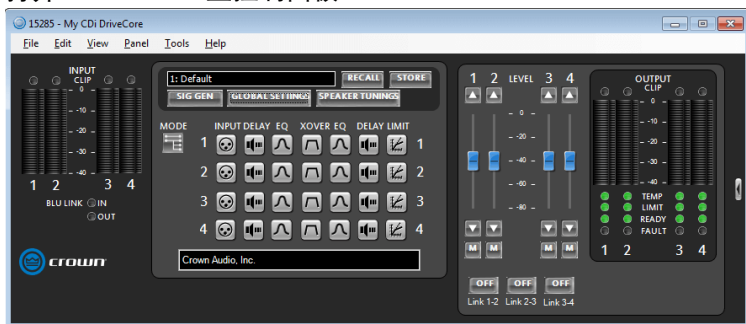 15285 - My CDi DriveCore
File Edit View Panel Tools Help
INPUT
CLIP
- 0 -
- -10 -
- -20 -
- -30 -
- -40 -
1 2 3 4
BLU LINK IN
OUT
crown
1: Default RECALL STORE
SIG GEN GLOBAL SETTINGS SPEAKER TUNINGS
MODE INPUT DELAY EQ XOVER EQ DELAY LIMIT
1 1
2 2
3 3
4 4
Crown Audio, Inc.
1 2 LEVEL 3 4
- 0 -
- -20 -
- -40 -
- -60 -
- -80 -
M M M M
OFF OFF OFF
Link 1-2 Link 2-3 Link 3-4
OUTPUT
CLIP
- 0 -
- -10 -
- -20 -
- -30 -
- -40 -
TEMP
LIMIT
READY
FAULT
1 2 3 4